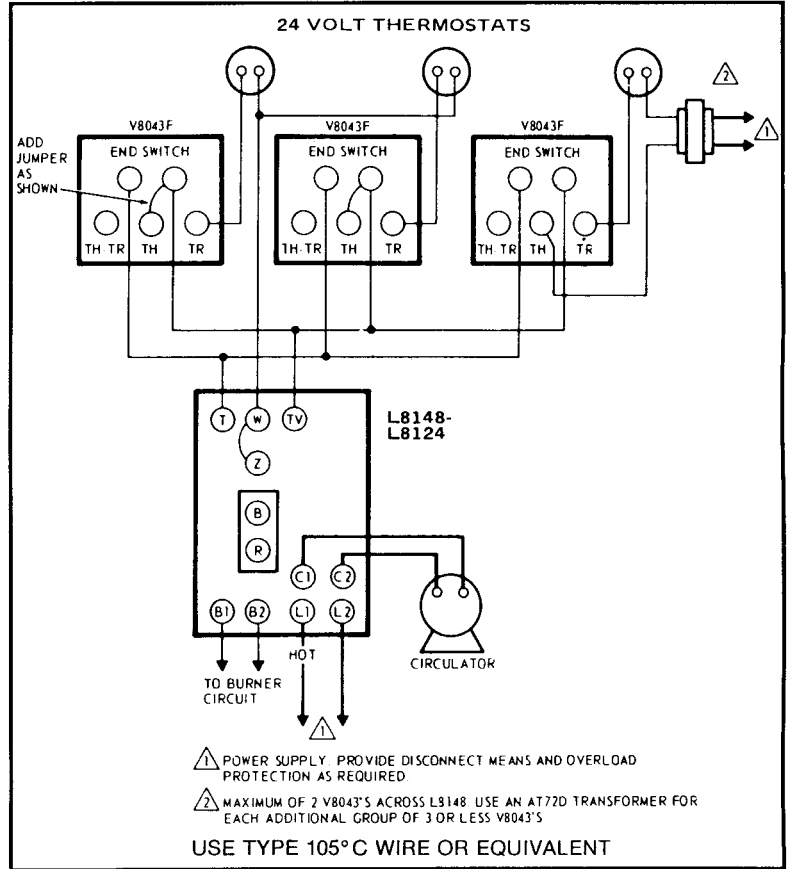 24 VOLT THERMOSTATS
2
1
V8043F
V8043F
V8043F
ADD
JUMPER
AS
SHOWN
END SWITCH
END SWITCH
END SWITCH
TH-TR TH TR
TH-TR TH TR
TH-TR TH TR
T W TV
L8148-
L8124
Z
B
R
C1 C2
B1 B2 L1 L2
HOT
CIRCULATOR
TO BURNER
CIRCUIT
1
1 POWER SUPPLY. PROVIDE DISCONNECT MEANS AND OVERLOAD
PROTECTION AS REQUIRED.
2 MAXIMUM OF 2 V8043'S ACROSS L8148. USE AN AT72D TRANSFORMER FOR
EACH ADDITIONAL GROUP OF 3 OR LESS V8043'S
USE TYPE 105°C WIRE OR EQUIVALENT